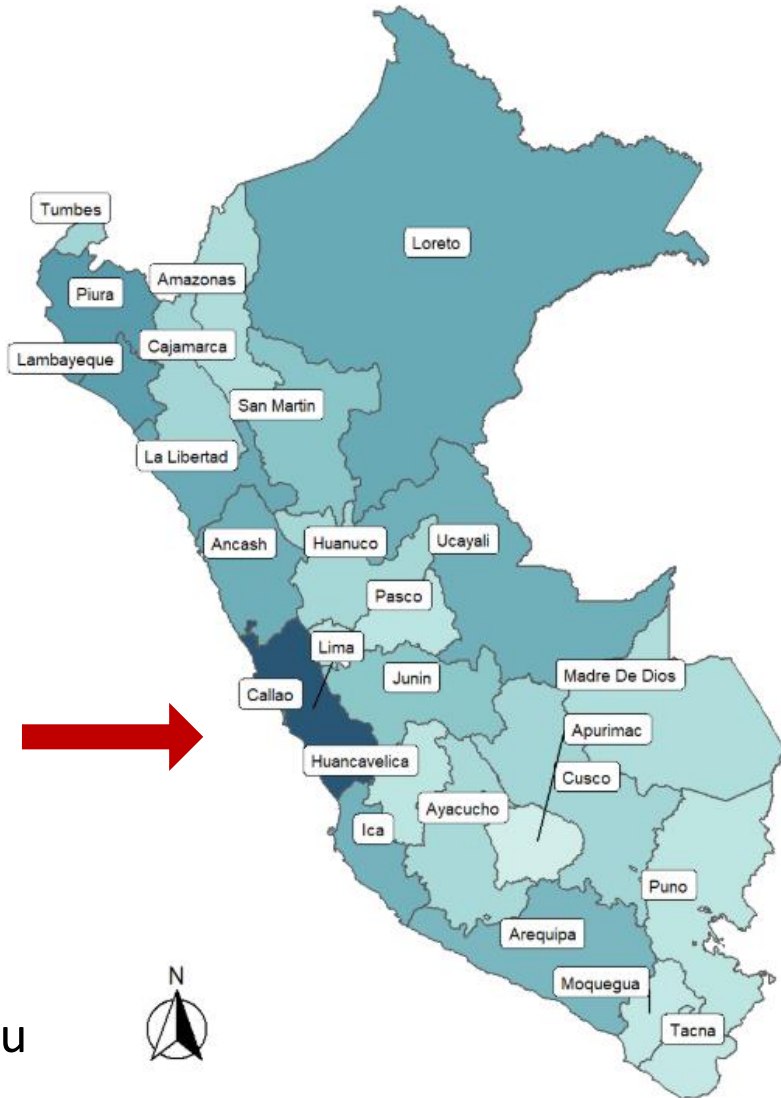 Tumbes
Loreto
Amazonas
Piura
Cajamarca
Lambayeque
San Martin
La Libertad
Ancash
Huanuco
Ucayali
Pasco
Lima
Callao
Junin
Madre De Dios
Apurimac
Huancavelica
Cusco
Ayacucho
Ica
Puno
Arequipa
N
Moquegua
Tacna
u